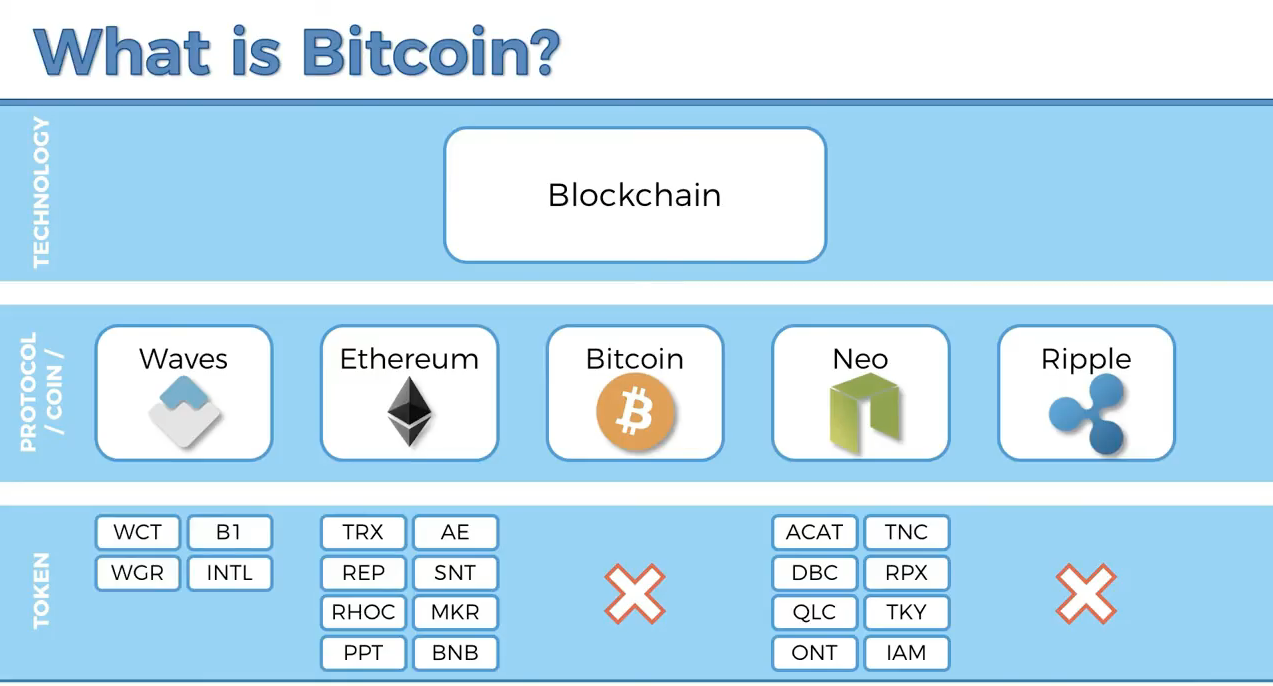 What is Bitcoin?
TECHNOLOGY
Blockchain
PROTOCOL
/ COIN /
Waves
Ethereum
Bitcoin
Neo
Ripple
TOKEN
WCT B1
WGR INTL
TRX AE
REP SNT
RHOC MKR
PPT BNB
ACAT TNC
DBC RPX
QLC TKY
ONT IAM